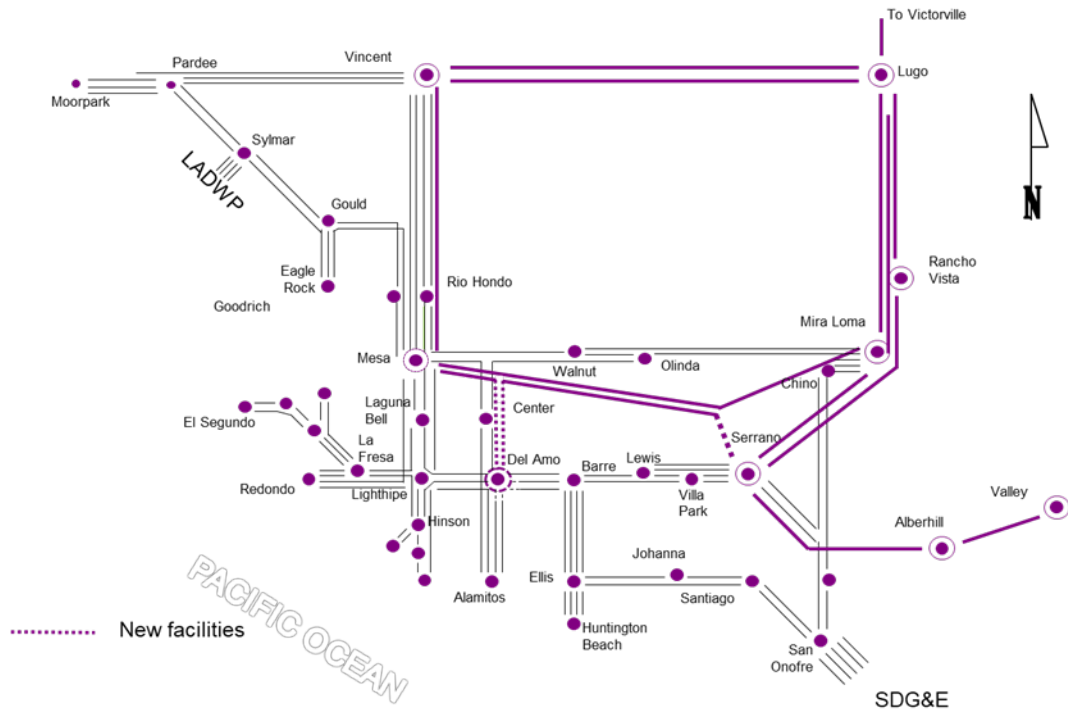 To Victorville
Vincent
Pardee
Lugo
Moorpark
Sylmar
LADWP
N
Gould
Eagle
Rock
Rancho
Vista
Rio Hondo
Goodrich
Mira Loma
Mesa
Walnut
Olinda
Chino
Laguna
Bell
Center
El Segundo
La
Fresa
Serrano
Del Amo
Lewis
Barre
Redondo
Lighthipe
Villa
Park
Valley
Hinson
Alberhill
Johanna
PACIFIC OCEAN
Alamitos
Ellis
Santiago
New facilities
Huntington
Beach
San
Onofre
SDG&E